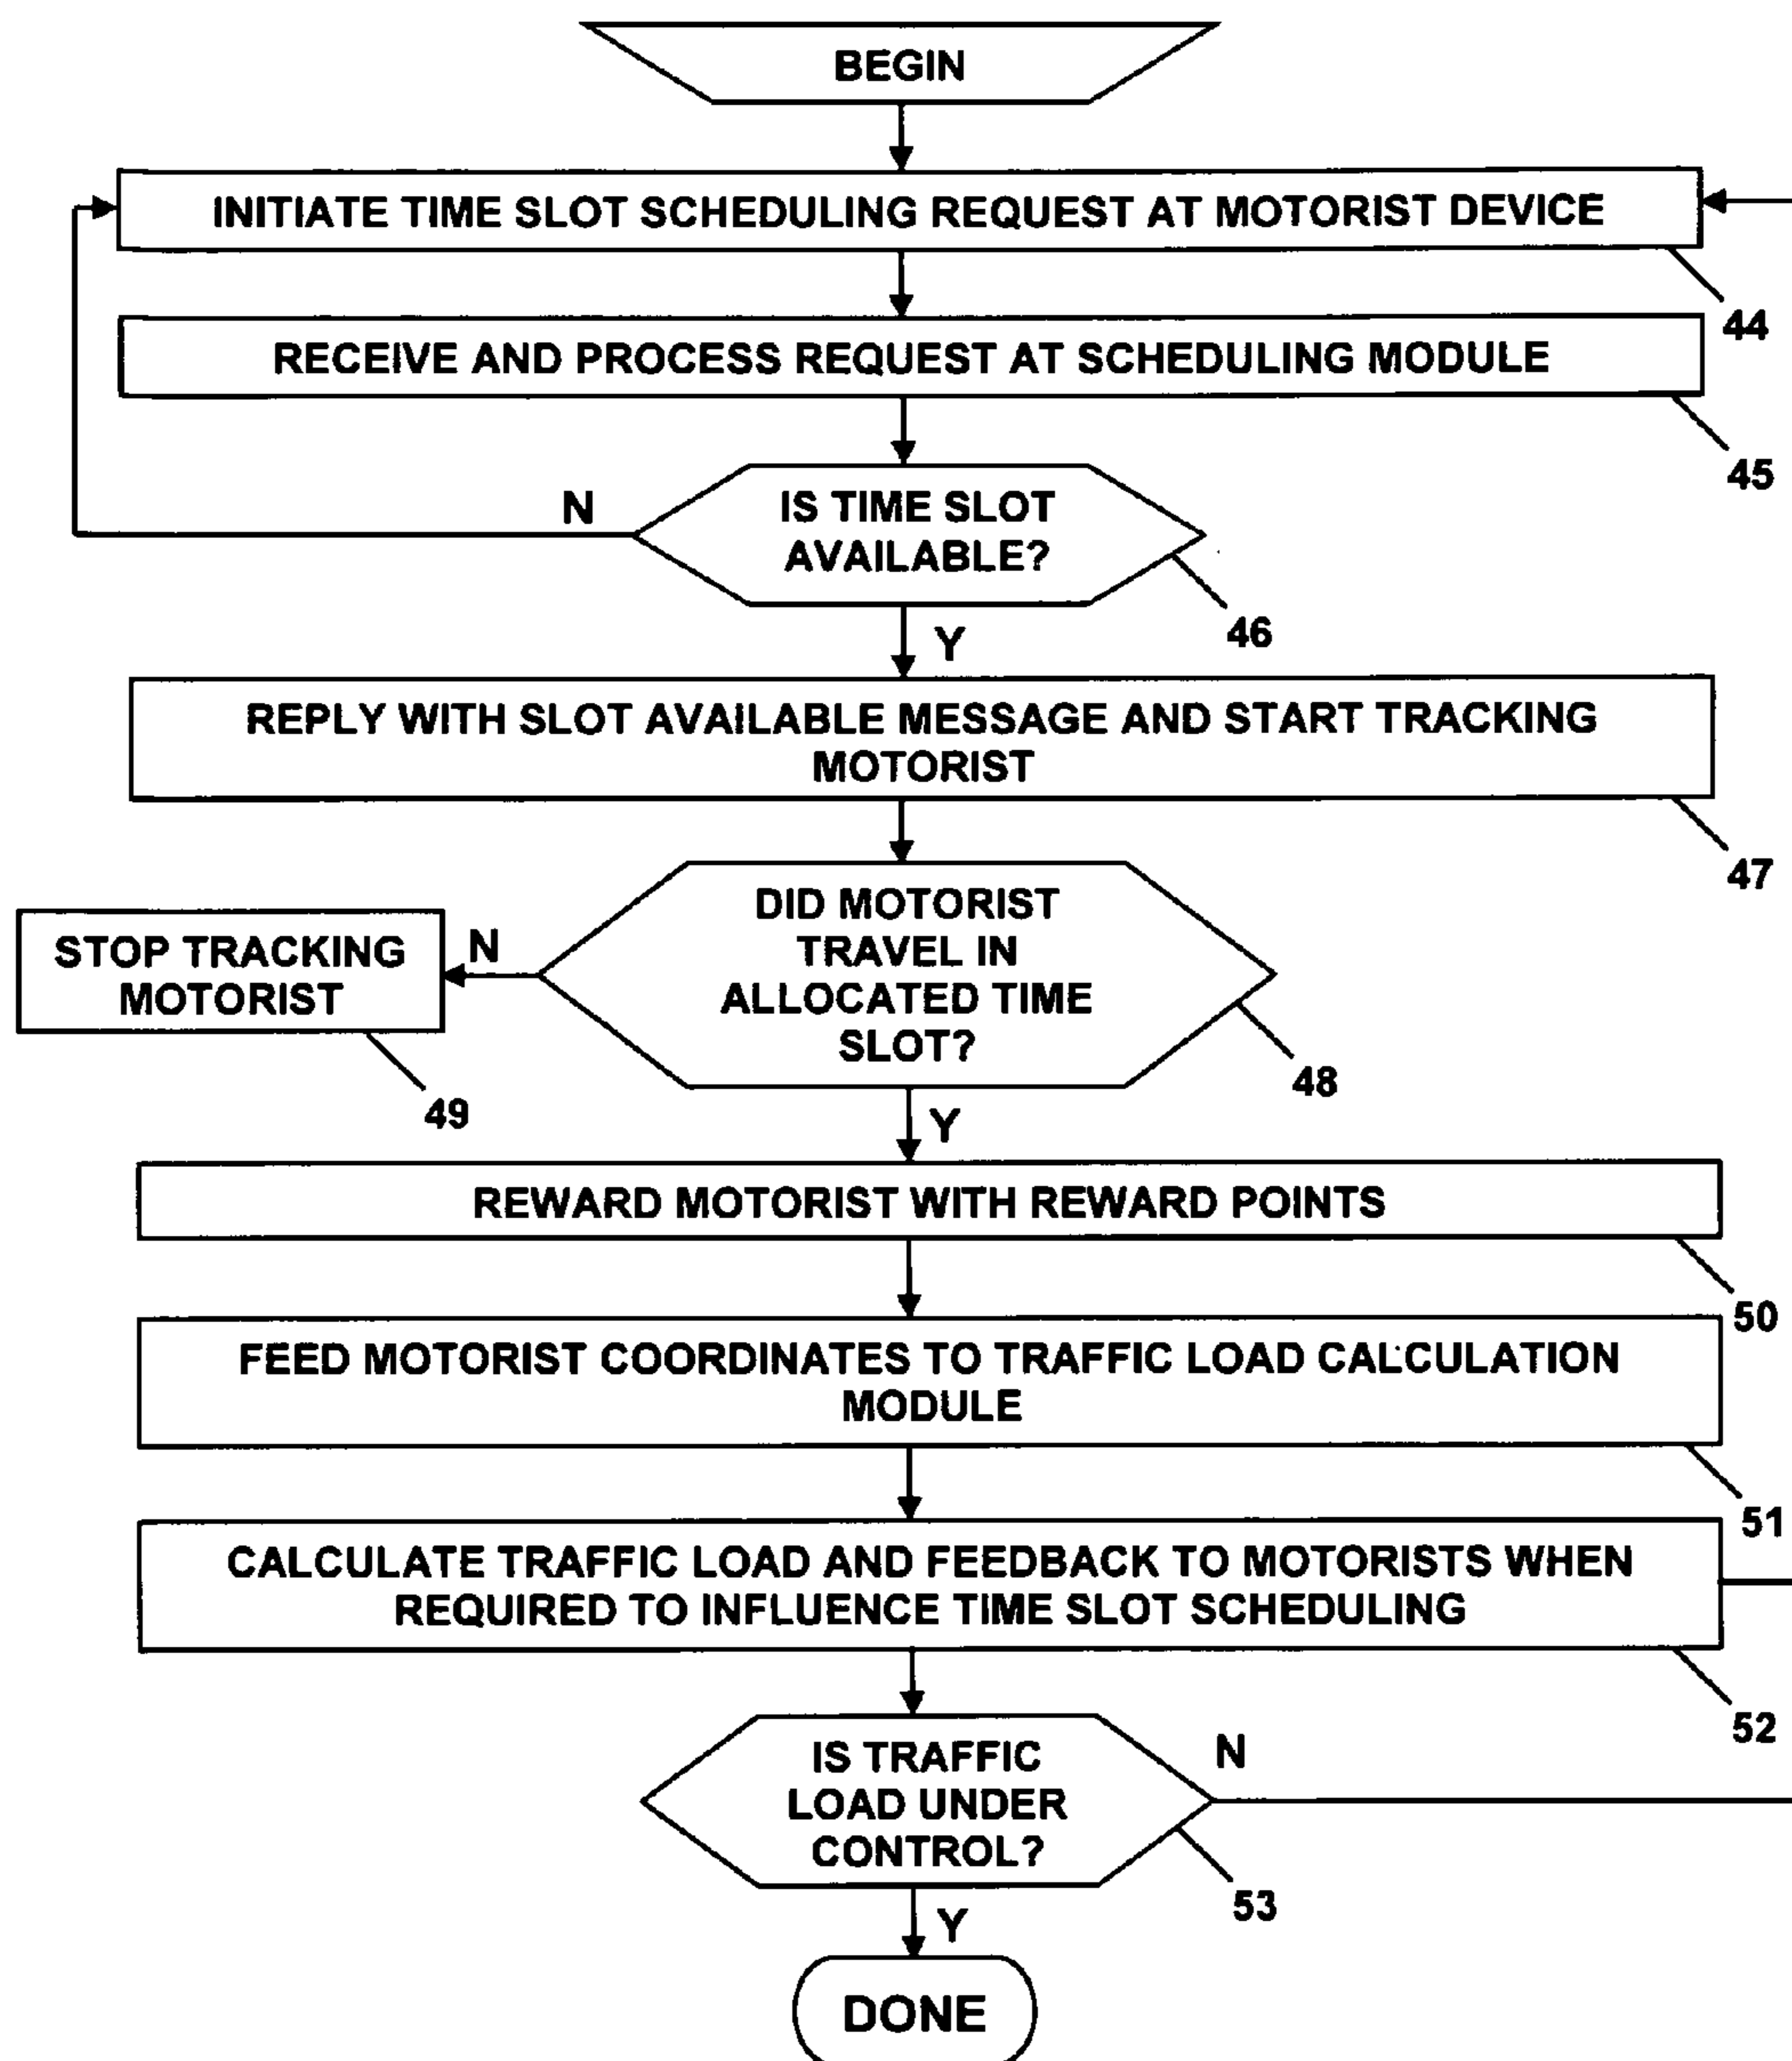 BEGIN
INITIATE TIME SLOT SCHEDULING REQUEST AT MOTORIST DEVICE
44
RECEIVE AND PROCESS REQUEST AT SCHEDULING MODULE
45
IS TIME SLOT
AVAILABLE?
N
46
Y
REPLY WITH SLOT AVAILABLE MESSAGE AND START TRACKING
MOTORIST
47
DID MOTORIST
TRAVEL IN
ALLOCATED TIME
SLOT?
N
STOP TRACKING
MOTORIST
48
49
Y
REWARD MOTORIST WITH REWARD POINTS
50
FEED MOTORIST COORDINATES TO TRAFFIC LOAD CALCULATION
MODULE
51
CALCULATE TRAFFIC LOAD AND FEEDBACK TO MOTORISTS WHEN
REQUIRED TO INFLUENCE TIME SLOT SCHEDULING
52
IS TRAFFIC
LOAD UNDER
CONTROL?
N
53
Y
DONE